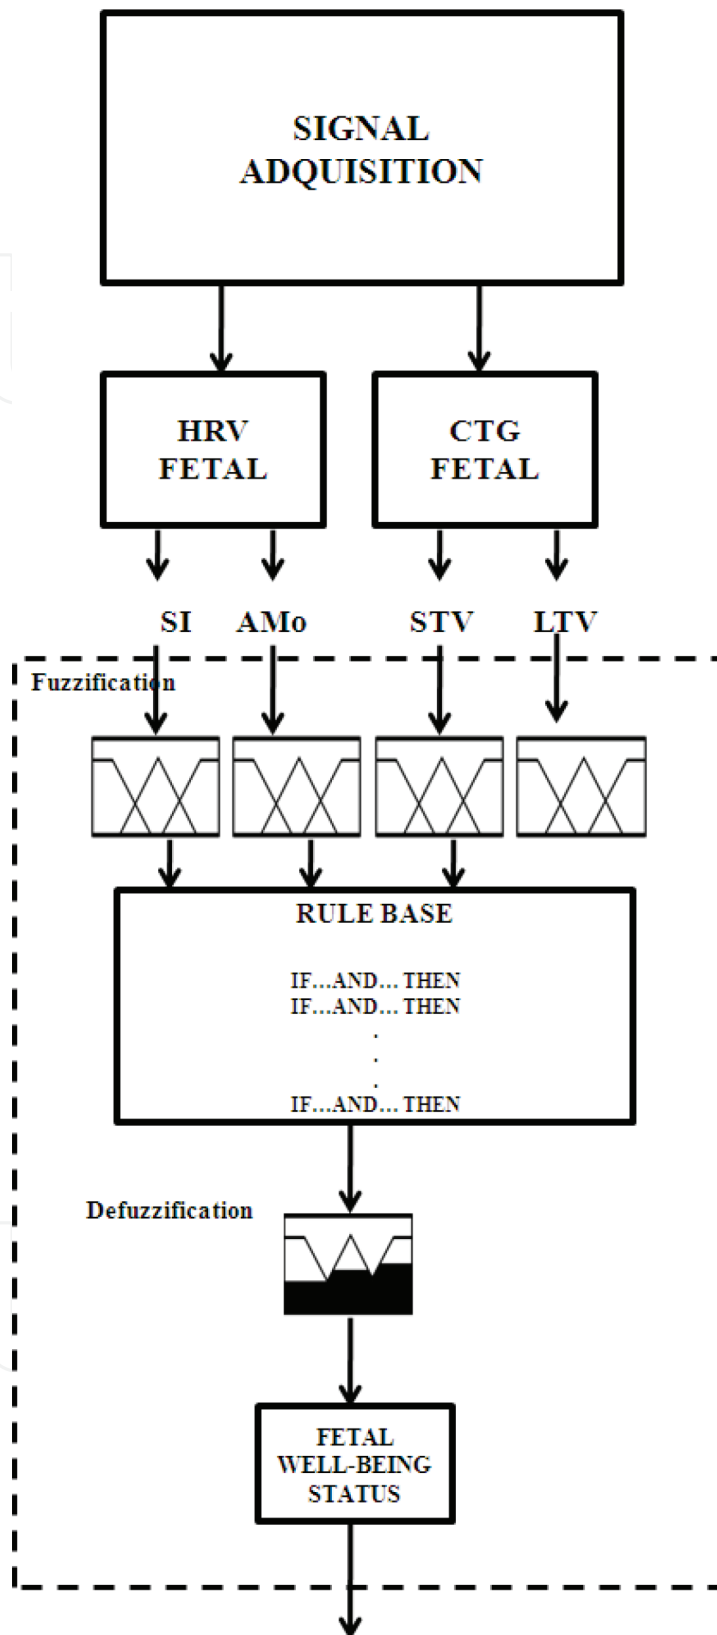 SIGNAL
ADQUISITION
HRV
FETAL
CTG
FETAL
SI AMo STV LTV
Fuzzification
RULE BASE
IF...AND... THEN
IF...AND... THEN
.
.
.
IF...AND... THEN
Defuzzification
FETAL
WELL-BEING
STATUS